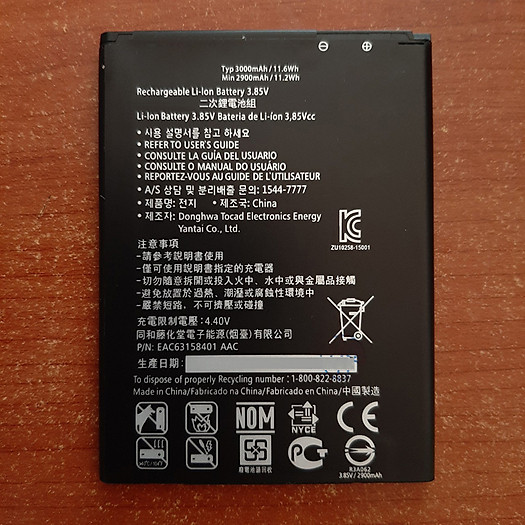 ⊖ ⊕
Typ 3000mAh / 11.6Wh
Min 2900mAh / 11.2Wh
Rechargeable Li-Ion Battery 3.85V
二次鋰電池組
Li-Ion Battery 3.85V Bateria de Li-íon 3,85Vcc
• 사용 설명서를 참고 하세요
• REFER TO USER'S GUIDE
• CONSULTE LA GUÍA DEL USUARIO
• CONSULTE O MANUAL DO USUÁRIO
• REPORTEZ-VOUS AU GUIDE DE L'UTILISATEUR
• A/S 상담 및 분리배출 문의: 1544-7777
• 제품명: 전지 • 제조국: China
• 제조자: Donghwa Tocad Electronics Energy
Yantai Co., Ltd.
ZU10258-15001
注意事項
-請參考說明書使用
-僅可使用說明書指定的充電器
-切勿隨意拆開或投入火中、水中或與金屬品接觸
-避免放置於過熱、潮溼或腐蝕性環境中
-嚴禁短路、不可擠壓或碰撞
充電限制電壓: 4.40V
同和藤化堂電子能源(烟臺)有限公司
P/N: EAC63158401 AAC
生產日期:
To dispose of properly Recycling number : 1-800-822-8837
Made in China/Fabricado na China/Fabricado en China/中國製造
NOM
NYCE
CE
廢電池請回收
R3A062
3.85V / 2900mAh